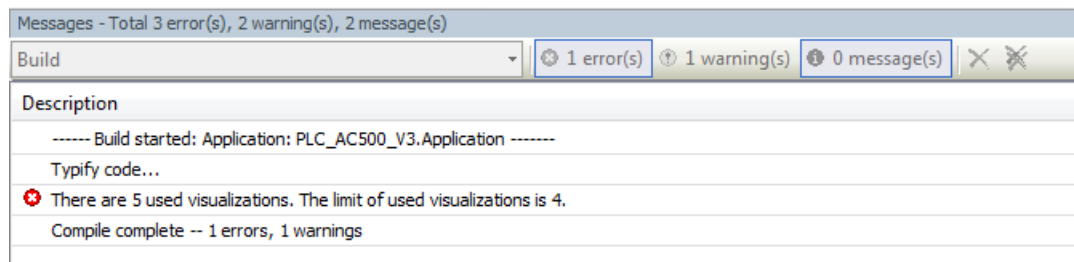 Messages - Total 3 error(s), 2 warning(s), 2 message(s)
Build 1 error(s) 1 warning(s) 0 message(s)
Description
------ Build started: Application: PLC_AC500_V3.Application -------
Typify code...
There are 5 used visualizations. The limit of used visualizations is 4.
Compile complete -- 1 errors, 1 warnings